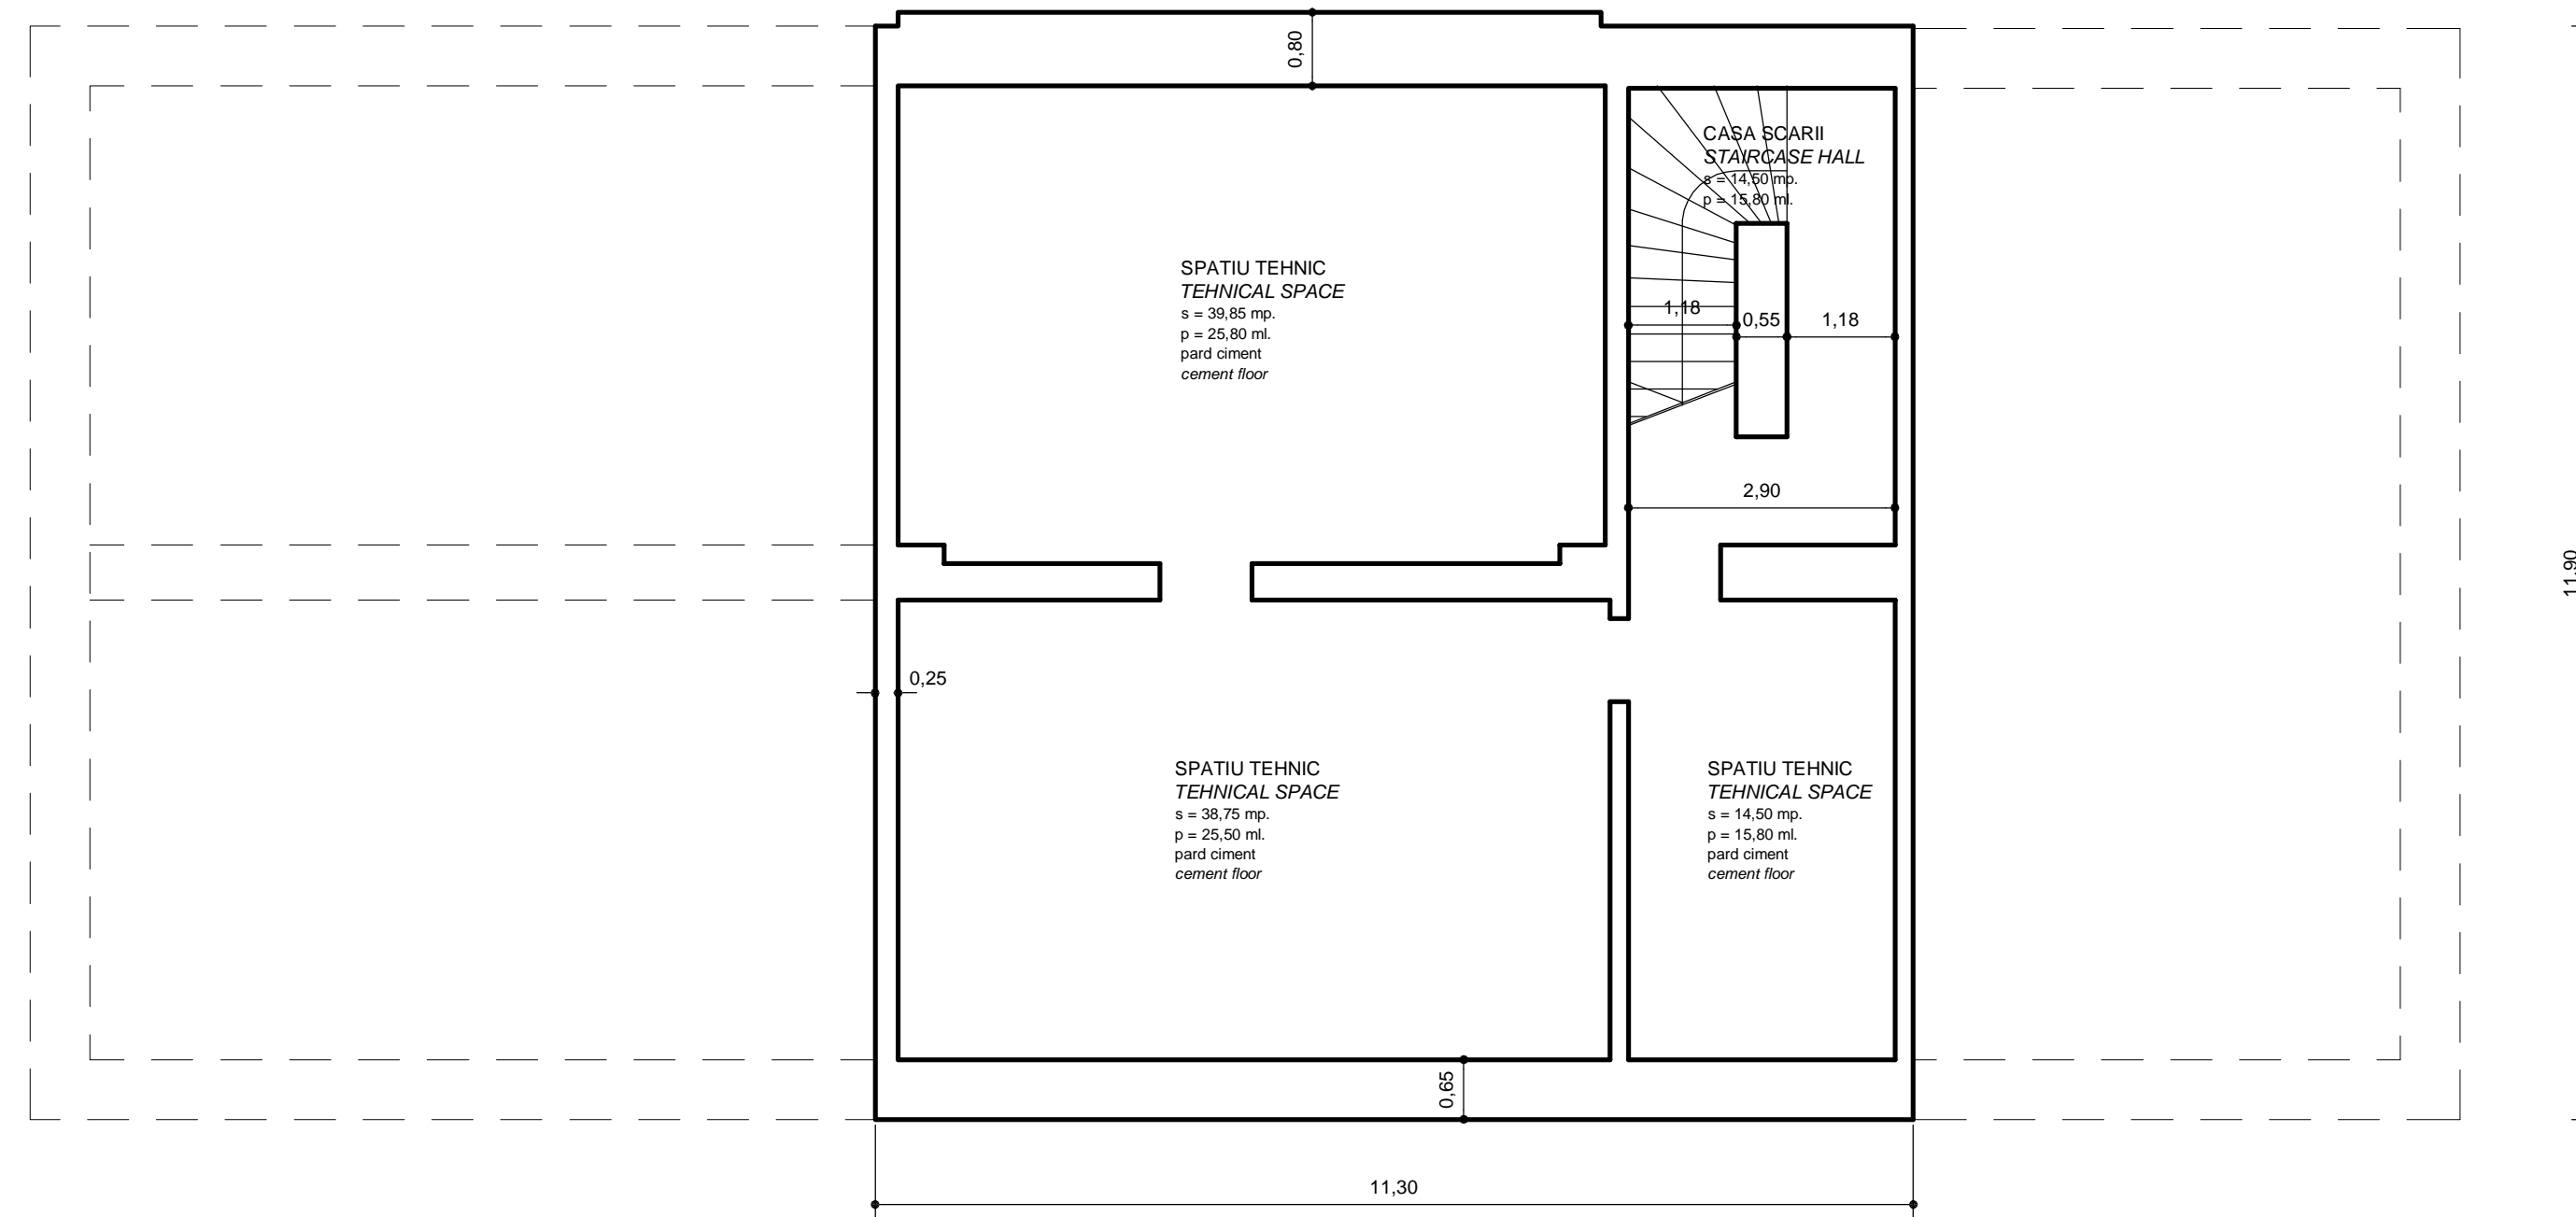 0,80
CASA SCARII
STAIRCASE HALL
s = 14,50 mp.
p = 15,80 ml.
SPATIU TEHNIC
TEHNICAL SPACE
s = 39,85 mp.
p = 25,80 ml.
pard ciment
cement floor
1,18
0,55
1,18
2,90
11,90
0,25
SPATIU TEHNIC
TEHNICAL SPACE
s = 38,75 mp.
p = 25,50 ml.
pard ciment
cement floor
SPATIU TEHNIC
TEHNICAL SPACE
s = 14,50 mp.
p = 15,80 ml.
pard ciment
cement floor
0,65
11,30